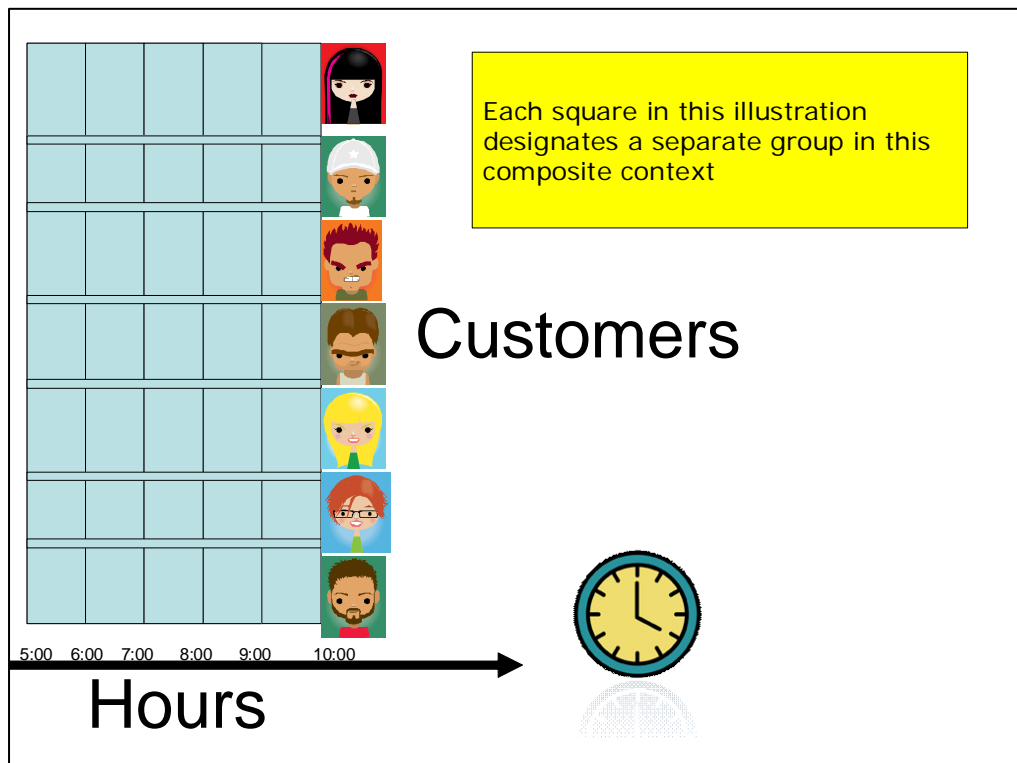 Each square in this illustration
designates a separate group in this
composite context
Customers
5:00 6:00 7:00 8:00 9:00 10:00
Hours